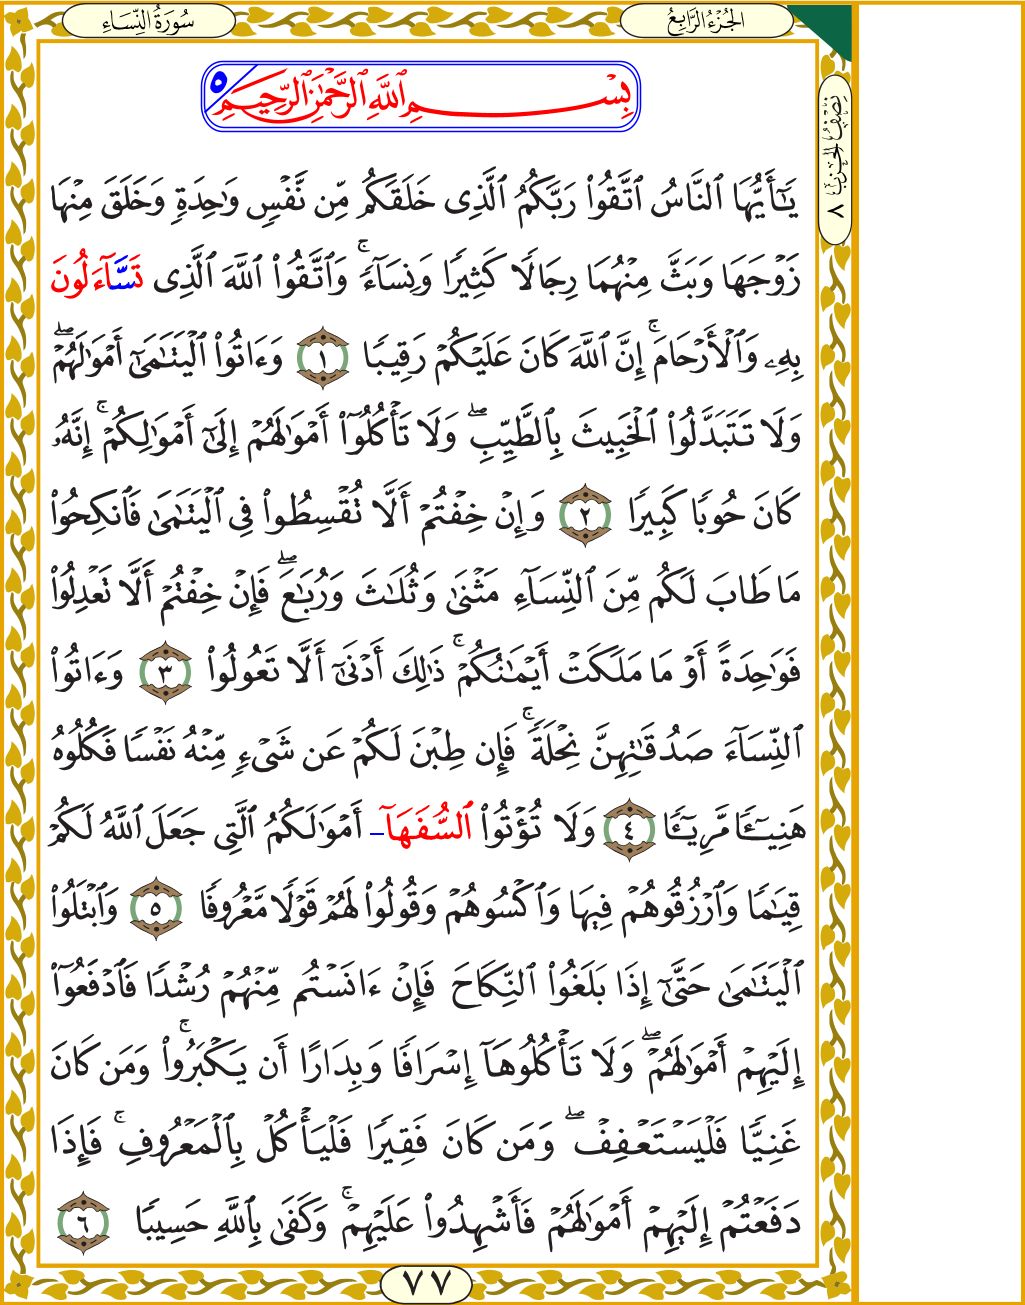 الجُزْءُ الرَّابِعُ
سُورَةُ النِّسَاءِ
نِصْفُ الْحِزْبِ ٨
بِسْمِ ٱللَّهِ ٱلرَّحْمَٰنِ ٱلرَّحِيمِ ٥
يَٰٓأَيُّهَا ٱلنَّاسُ ٱتَّقُوا۟ رَبَّكُمُ ٱلَّذِى خَلَقَكُم مِّن نَّفْسٍ وَٰحِدَةٍ وَخَلَقَ مِنْهَا
زَوْجَهَا وَبَثَّ مِنْهُمَا رِجَالًا كَثِيرًا وَنِسَآءً ۚ وَٱتَّقُوا۟ ٱللَّهَ ٱلَّذِى تَسَّآءَلُونَ
بِهِۦ وَٱلْأَرْحَامَ ۚ إِنَّ ٱللَّهَ كَانَ عَلَيْكُمْ رَقِيبًا ١ وَءَاتُوا۟ ٱلْيَتَٰمَىٰٓ أَمْوَٰلَهُمْ ۖ
وَلَا تَتَبَدَّلُوا۟ ٱلْخَبِيثَ بِٱلطَّيِّبِ ۖ وَلَا تَأْكُلُوٓا۟ أَمْوَٰلَهُمْ إِلَىٰٓ أَمْوَٰلِكُمْ ۚ إِنَّهُۥ
كَانَ حُوبًا كَبِيرًا ٢ وَإِنْ خِفْتُمْ أَلَّا تُقْسِطُوا۟ فِى ٱلْيَتَٰمَىٰ فَٱنكِحُوا۟
مَا طَابَ لَكُم مِّنَ ٱلنِّسَآءِ مَثْنَىٰ وَثُلَٰثَ وَرُبَٰعَ ۖ فَإِنْ خِفْتُمْ أَلَّا تَعْدِلُوا۟
فَوَٰحِدَةً أَوْ مَا مَلَكَتْ أَيْمَٰنُكُمْ ۚ ذَٰلِكَ أَدْنَىٰٓ أَلَّا تَعُولُوا۟ ٣ وَءَاتُوا۟
ٱلنِّسَآءَ صَدُقَٰتِهِنَّ نِحْلَةً ۚ فَإِن طِبْنَ لَكُمْ عَن شَىْءٍ مِّنْهُ نَفْسًا فَكُلُوهُ
هَنِيٓـًٔا مَّرِيٓـًٔا ٤ وَلَا تُؤْتُوا۟ ٱلسُّفَهَآ أَمْوَٰلَكُمُ ٱلَّتِى جَعَلَ ٱللَّهُ لَكُمْ
قِيَٰمًا وَٱرْزُقُوهُمْ فِيهَا وَٱكْسُوهُمْ وَقُولُوا۟ لَهُمْ قَوْلًا مَّعْرُوفًا ٥ وَٱبْتَلُوا۟
ٱلْيَتَٰمَىٰ حَتَّىٰٓ إِذَا بَلَغُوا۟ ٱلنِّكَاحَ فَإِنْ ءَانَسْتُم مِّنْهُمْ رُشْدًا فَٱدْفَعُوٓا۟
إِلَيْهِمْ أَمْوَٰلَهُمْ ۖ وَلَا تَأْكُلُوهَآ إِسْرَافًا وَبِدَارًا أَن يَكْبَرُوا۟ ۚ وَمَن كَانَ
غَنِيًّا فَلْيَسْتَعْفِفْ ۖ وَمَن كَانَ فَقِيرًا فَلْيَأْكُلْ بِٱلْمَعْرُوفِ ۚ فَإِذَا
دَفَعْتُمْ إِلَيْهِمْ أَمْوَٰلَهُمْ فَأَشْهِدُوا۟ عَلَيْهِمْ ۚ وَكَفَىٰ بِٱللَّهِ حَسِيبًا ٦
٧٧